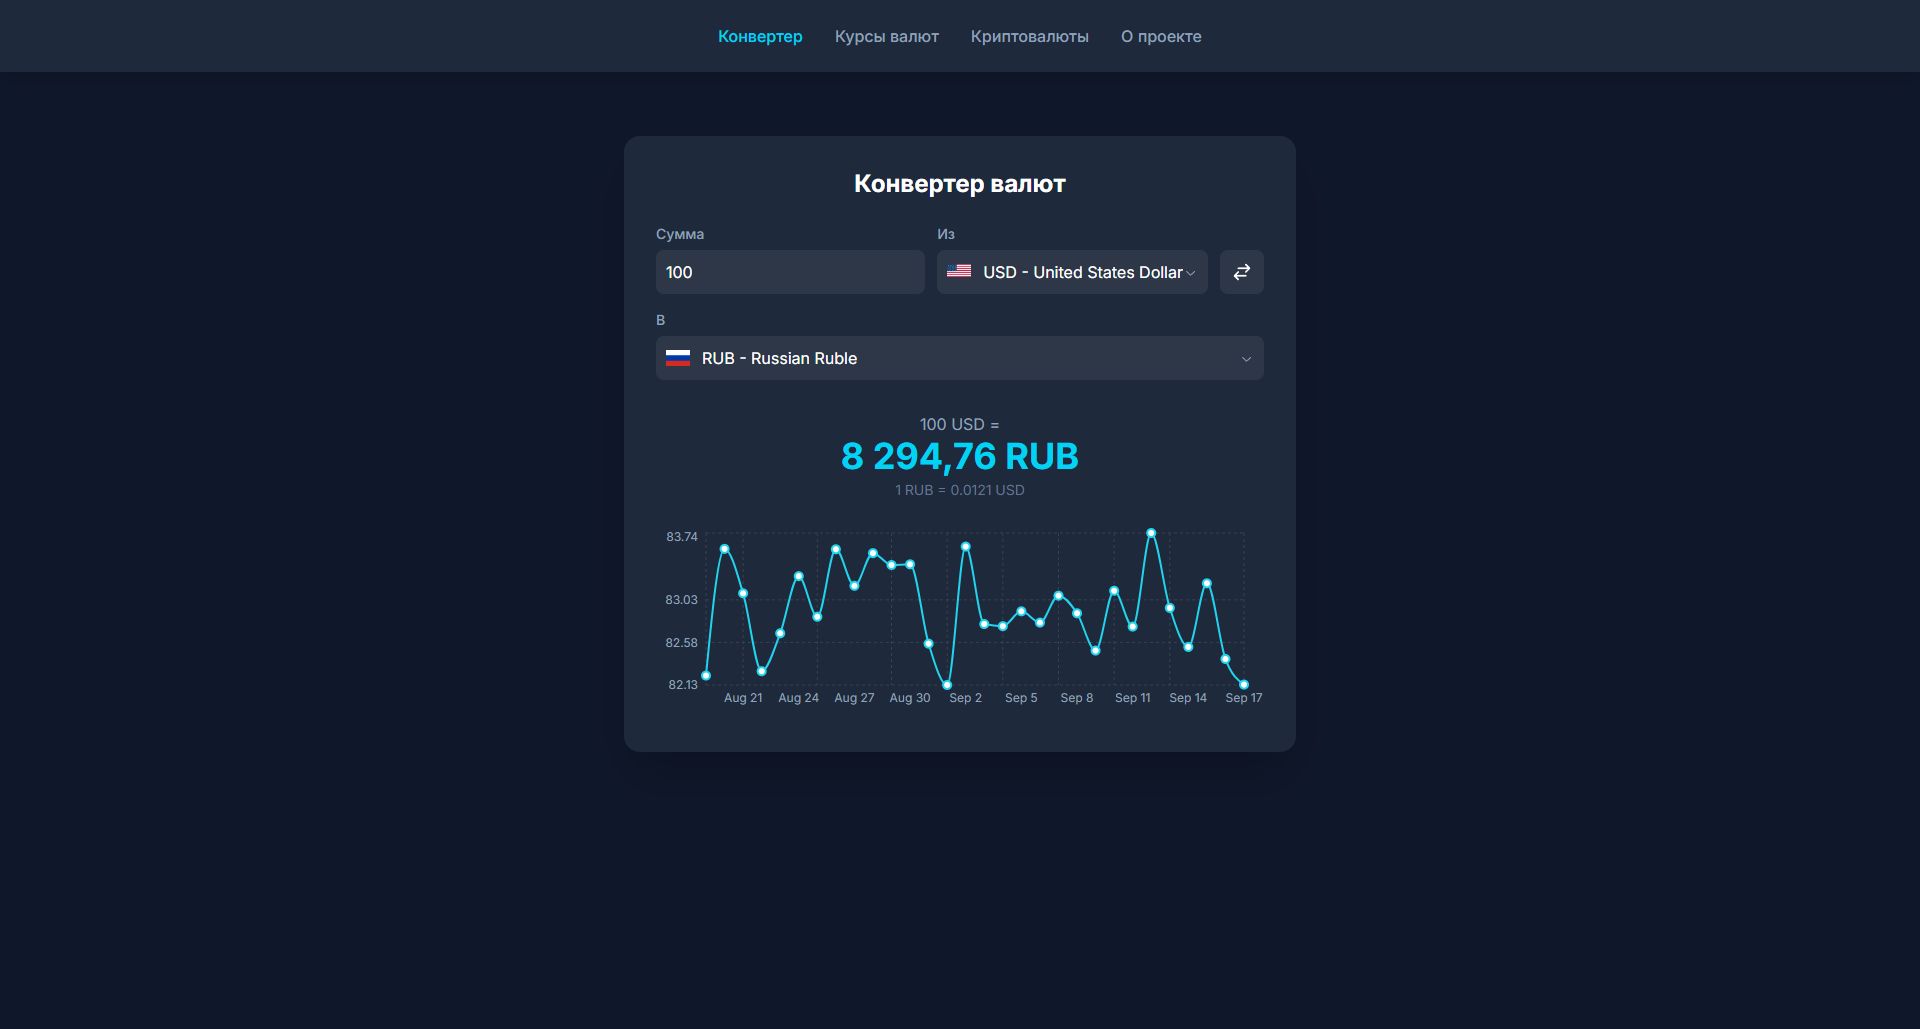 Конвертер Курсы валют Криптовалюты О проекте
Конвертер валют
Сумма
100
Из
USD - United States Dollar
В
RUB - Russian Ruble
100 USD =
8 294,76 RUB
1 RUB = 0.0121 USD
83.74
83.03
82.58
82.13
Aug 21 Aug 24 Aug 27 Aug 30 Sep 2 Sep 5 Sep 8 Sep 11 Sep 14 Sep 17